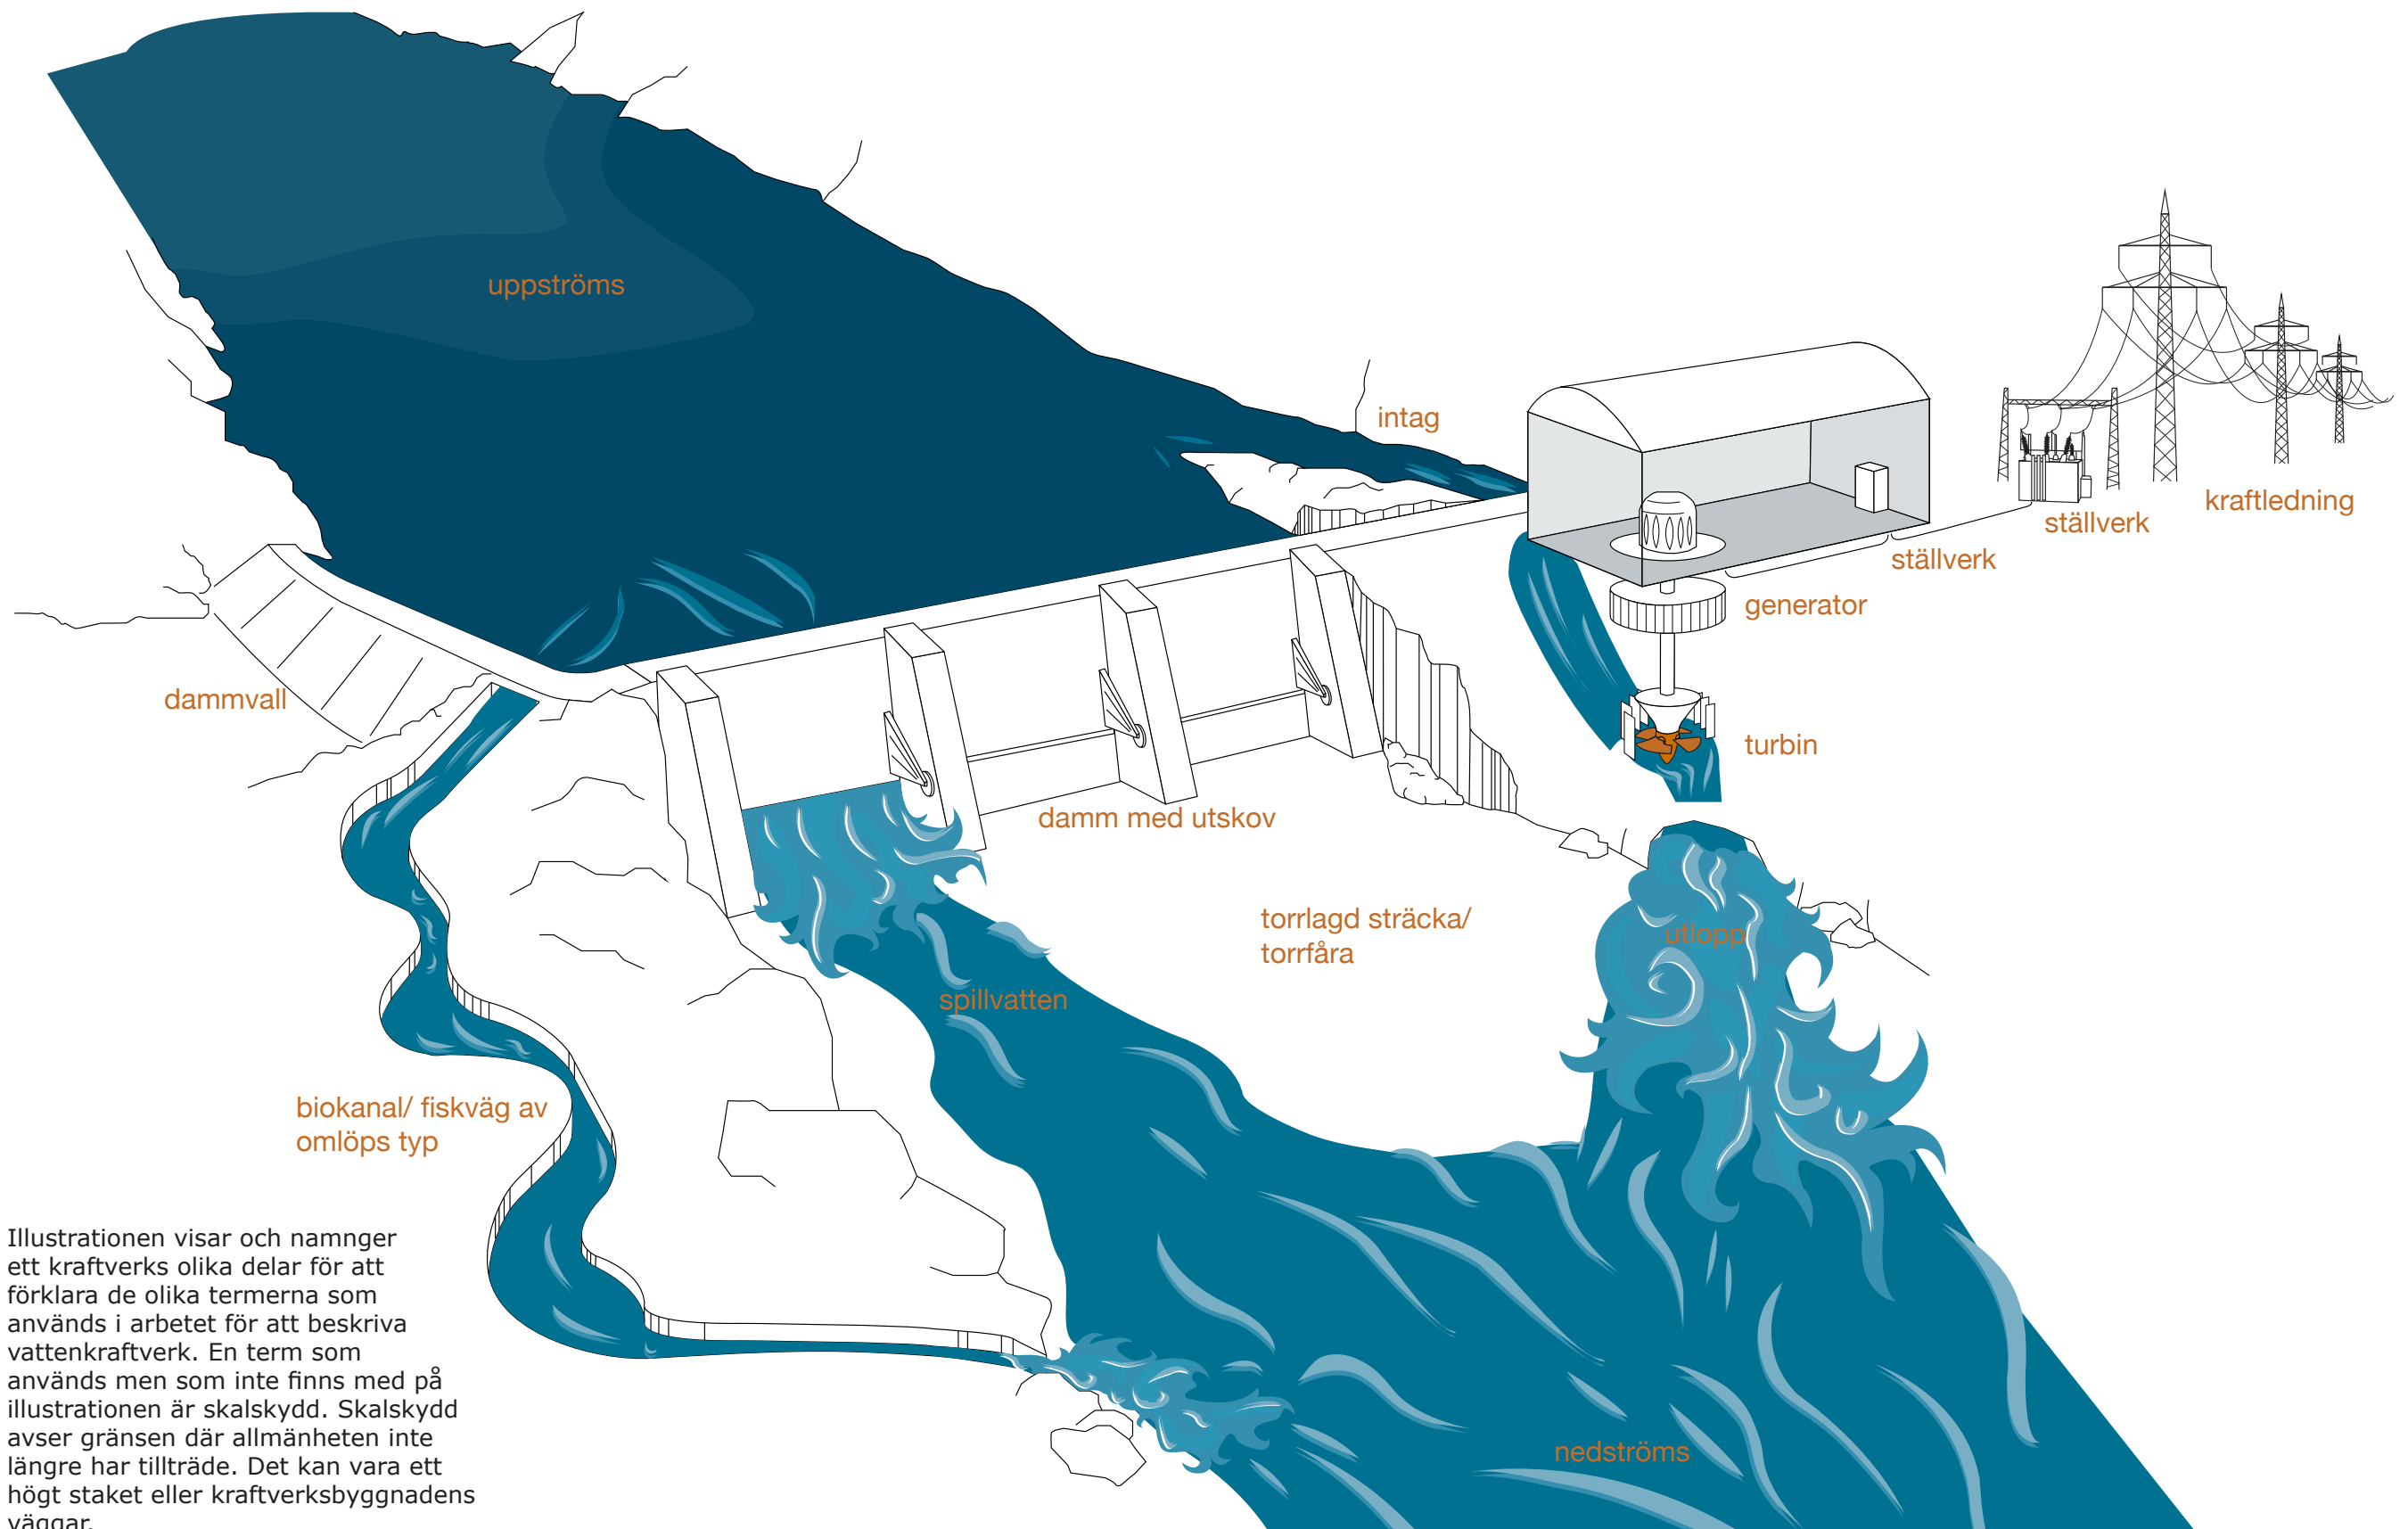 uppströms
intag
kraftledning
ställverk
ställverk
generator
dammvall
turbin
damm med utskov
torrlagd sträcka/
torrfåra
utlopp
spillvatten
biokanal/ fiskväg av
omlöps typ
nedströms
Illustrationen visar och namnger
ett kraftverks olika delar för att
förklara de olika termerna som
används i arbetet för att beskriva
vattenkraftverk. En term som
används men som inte finns med på
illustrationen är skalskydd. Skalskydd
avser gränsen där allmänheten inte
längre har tillträde. Det kan vara ett
högt staket eller kraftverksbyggnadens
väggar.